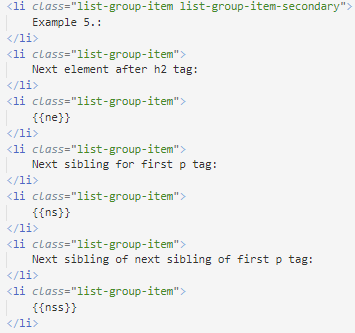 <li class="list-group-item list-group-item-secondary">
    Example 5.:
</li>
<li class="list-group-item">
    Next element after h2 tag:
</li>
<li class="list-group-item">
    {{ne}}
</li>
<li class="list-group-item">
    Next sibling for first p tag:
</li>
<li class="list-group-item">
    {{ns}}
</li>
<li class="list-group-item">
    Next sibling of next sibling of first p tag:
</li>
<li class="list-group-item">
    {{nss}}
</li>